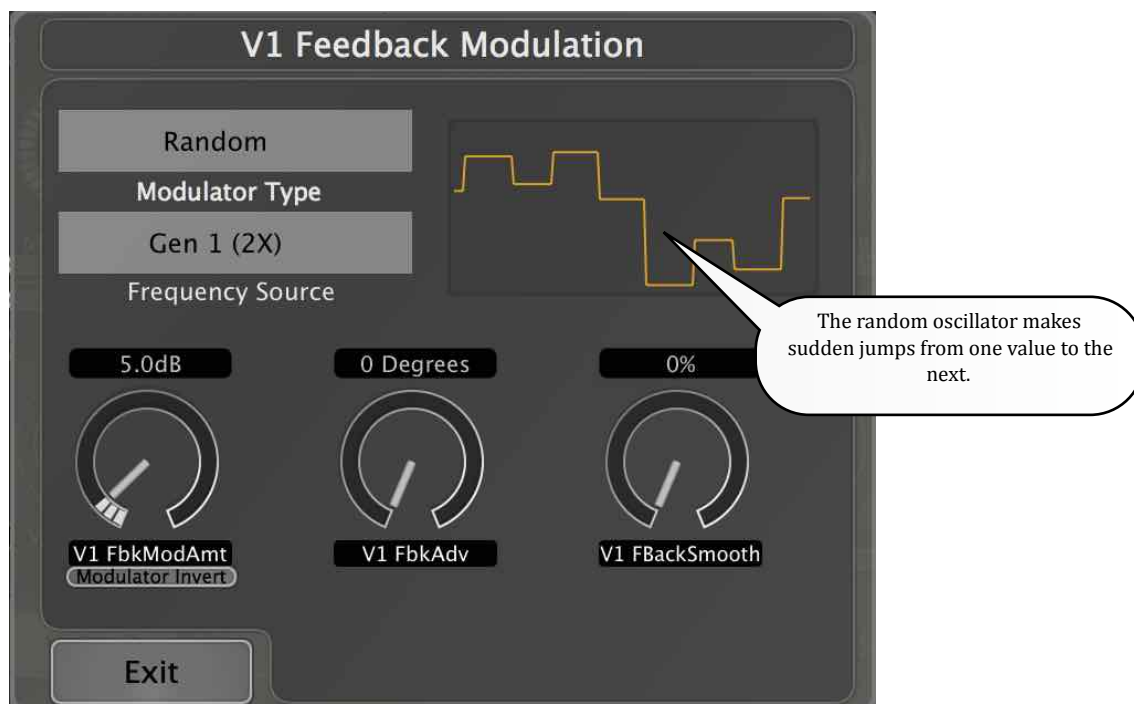 V1 Feedback Modulation
Random
Modulator Type
Gen 1 (2X)
Frequency Source
The random oscillator makes
sudden jumps from one value to the
next.
5.0dB
0 Degrees
0%
V1 FbkModAmt
V1 FbkAdv
V1 FBackSmooth
Modulator Invert
Exit